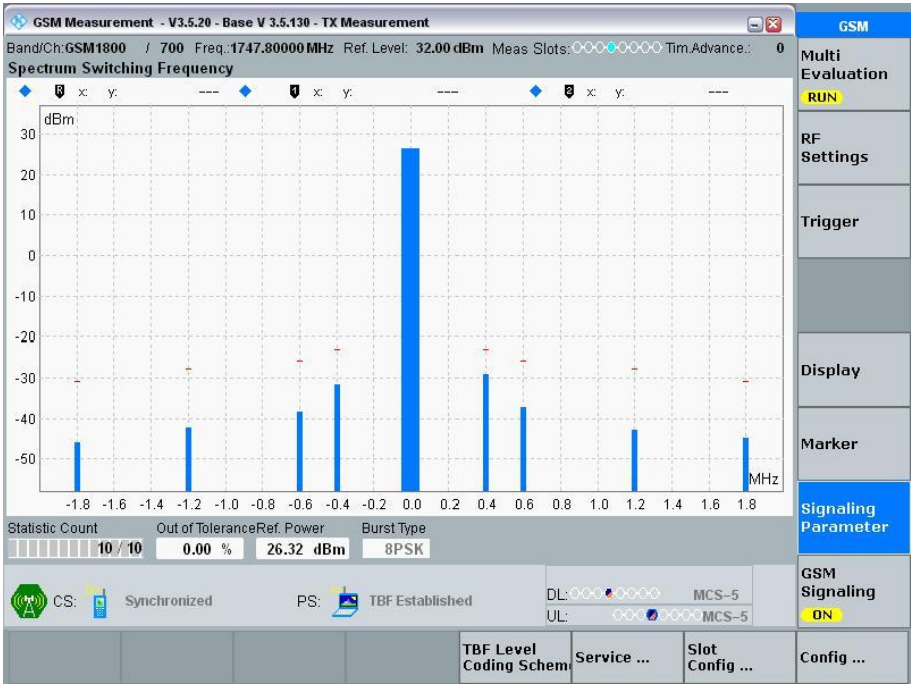 GSM Measurement - V3.5.20 - Base V 3.5.130 - TX Measurement
GSM
Band/Ch:GSM1800 / 700 Freq.:1747.80000 MHz Ref. Level: 32.00 dBm Meas Slots: Tim.Advance.: 0
Spectrum Switching Frequency
Multi
Evaluation
RUN
R x: y: --- 1 x: y: --- 2 x: y: ---
dBm
30
20
10
0
-10
-20
-30
-40
-50
MHz
-1.8 -1.6 -1.4 -1.2 -1.0 -0.8 -0.6 -0.4 -0.2 0.0 0.2 0.4 0.6 0.8 1.0 1.2 1.4 1.6 1.8
RF
Settings
Trigger
Display
Marker
Signaling
Parameter
GSM
Signaling
ON
Statistic Count Out of Tolerance Ref. Power Burst Type
10 / 10 0.00 % 26.32 dBm 8PSK
CS: Synchronized PS: TBF Established
DL: MCS-5
UL: MCS-5
TBF Level
Coding Schem
Service ...
Slot
Config ...
Config ...